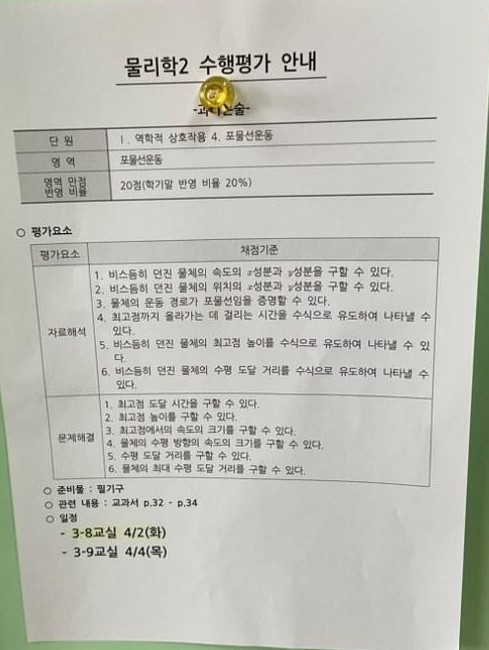 물리학2 수행평가 안내
-과 논술-
단 원 Ⅰ. 역학적 상호작용 4. 포물선운동
영 역 포물선운동
영역 만점
반영 비율 20점(학기말 반영 비율 20%)
○ 평가요소
평가요소 채점기준
자료해석
1. 비스듬히 던진 물체의 속도의 x성분과 y성분을 구할 수 있다.
2. 비스듬히 던진 물체의 위치의 x성분과 y성분을 구할 수 있다.
3. 물체의 운동 경로가 포물선임을 증명할 수 있다.
4. 최고점까지 올라가는 데 걸리는 시간을 수식으로 유도하여 나타낼 수
있다.
5. 비스듬히 던진 물체의 최고점 높이를 수식으로 유도하여 나타낼 수 있
다.
6. 비스듬히 던진 물체의 수평 도달 거리를 수식으로 유도하여 나타낼 수
있다.
문제해결
1. 최고점 도달 시간을 구할 수 있다.
2. 최고점 높이를 구할 수 있다.
3. 최고점에서의 속도의 크기를 구할 수 있다.
4. 물체의 수평 방향의 속도의 크기를 구할 수 있다.
5. 수평 도달 거리를 구할 수 있다.
6. 물체의 최대 수평 도달 거리를 구할 수 있다.
○ 준비물 : 필기구
○ 관련 내용 : 교과서 p.32 - p.34
○ 일정
- 3-8교실 4/2(화)
- 3-9교실 4/4(목)